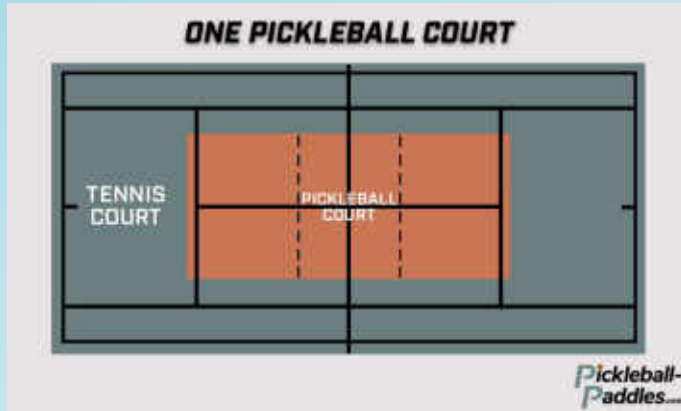 ONE PICKLEBALL COURT
TENNIS
COURT
PICKLEBALL
COURT
Pickleball-
Paddles